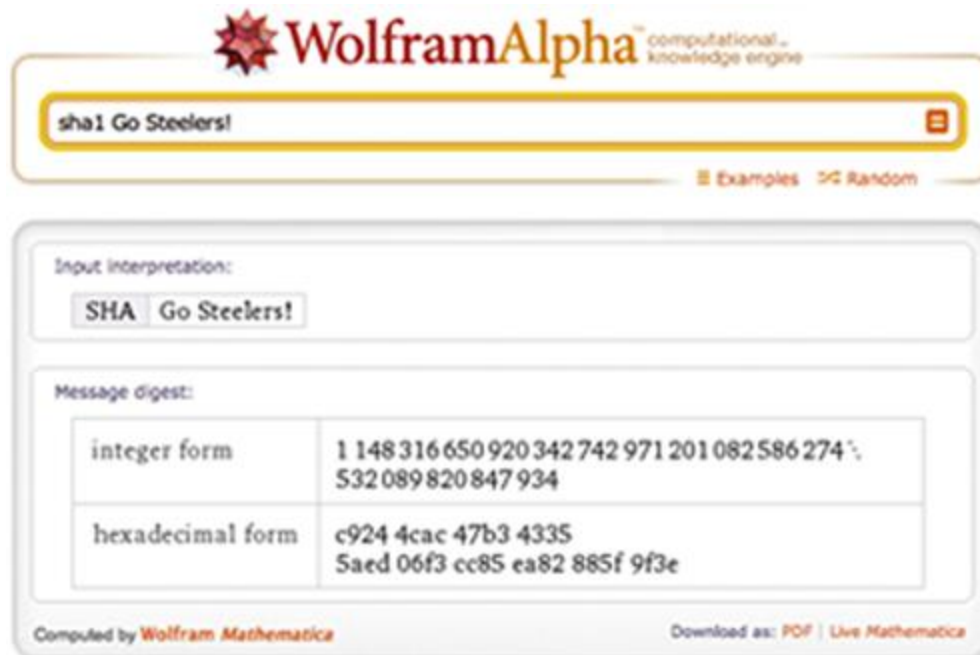 WolframAlpha™ computational..
knowledge engine
sha1 Go Steelers!
Examples Random
Input interpretation:
SHA Go Steelers!
Message digest:
integer form 1 148 316 650 920 342 742 971 201 082 586 274⋱
532 089 820 847 934
hexadecimal form c924 4cac 47b3 4335
5aed 06f3 cc85 ea82 885f 9f3e
Computed by Wolfram Mathematica Download as: PDF | Live Mathematica